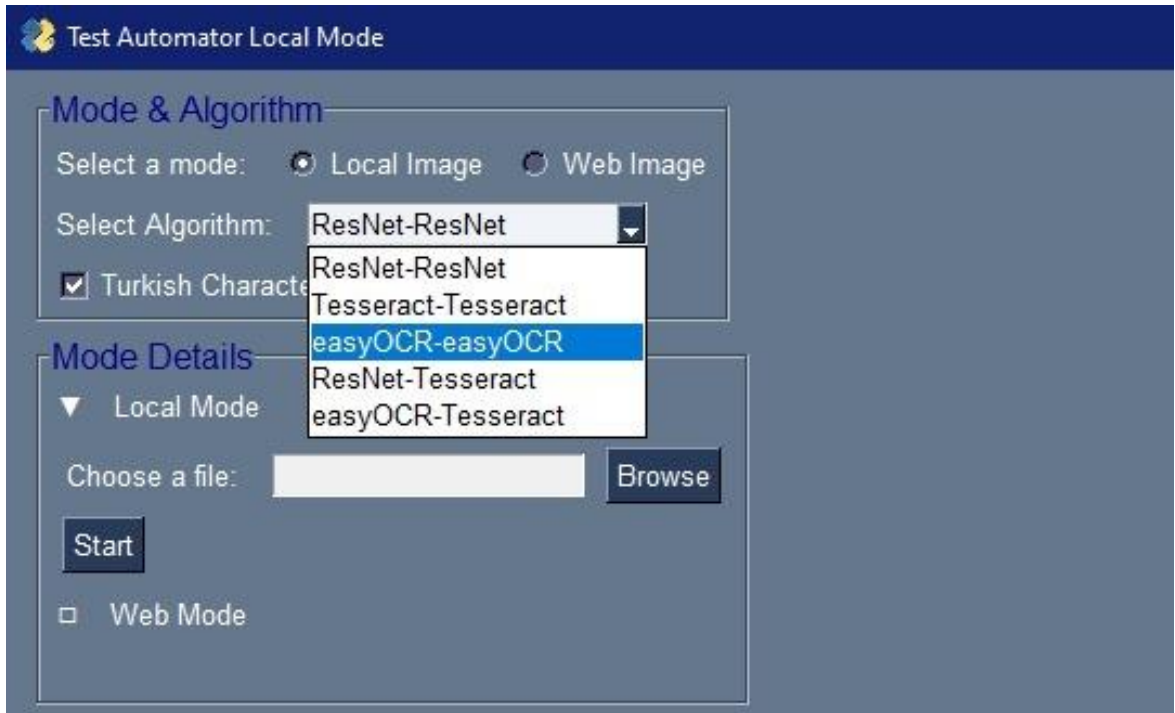 Test Automator Local Mode
Mode & Algorithm
Select a mode: Local Image Web Image
Select Algorithm: ResNet-ResNet
ResNet-ResNet
Turkish
Tesseract-Tesseract
easyOCR-easyOCR
Mode Details
ResNet-Tesseract
Local Mode
easyOCR-Tesseract
Choose a file: Browse
Start
Web Mode